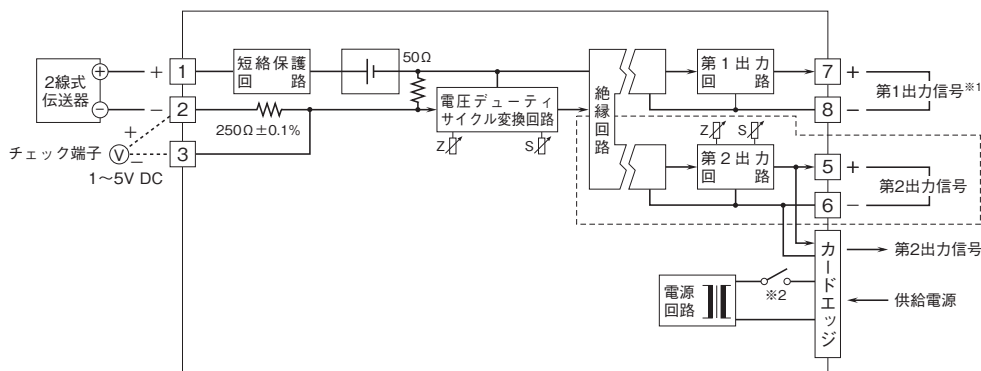 2線式
伝送器
+
−
+
−
1
2
3
短絡保護
回路
250Ω±0.1%
50Ω
電圧デューティ
サイクル変換回路
Z
S
+
V
−
チェック端子
1〜5V DC
絶縁回路
第1出力
回路
Z
S
第2出力
回路
7
8
+
−
第1出力信号※1
5
6
+
−
第2出力信号
カードエッジ
第2出力信号
供給電源
電源
回路
※2